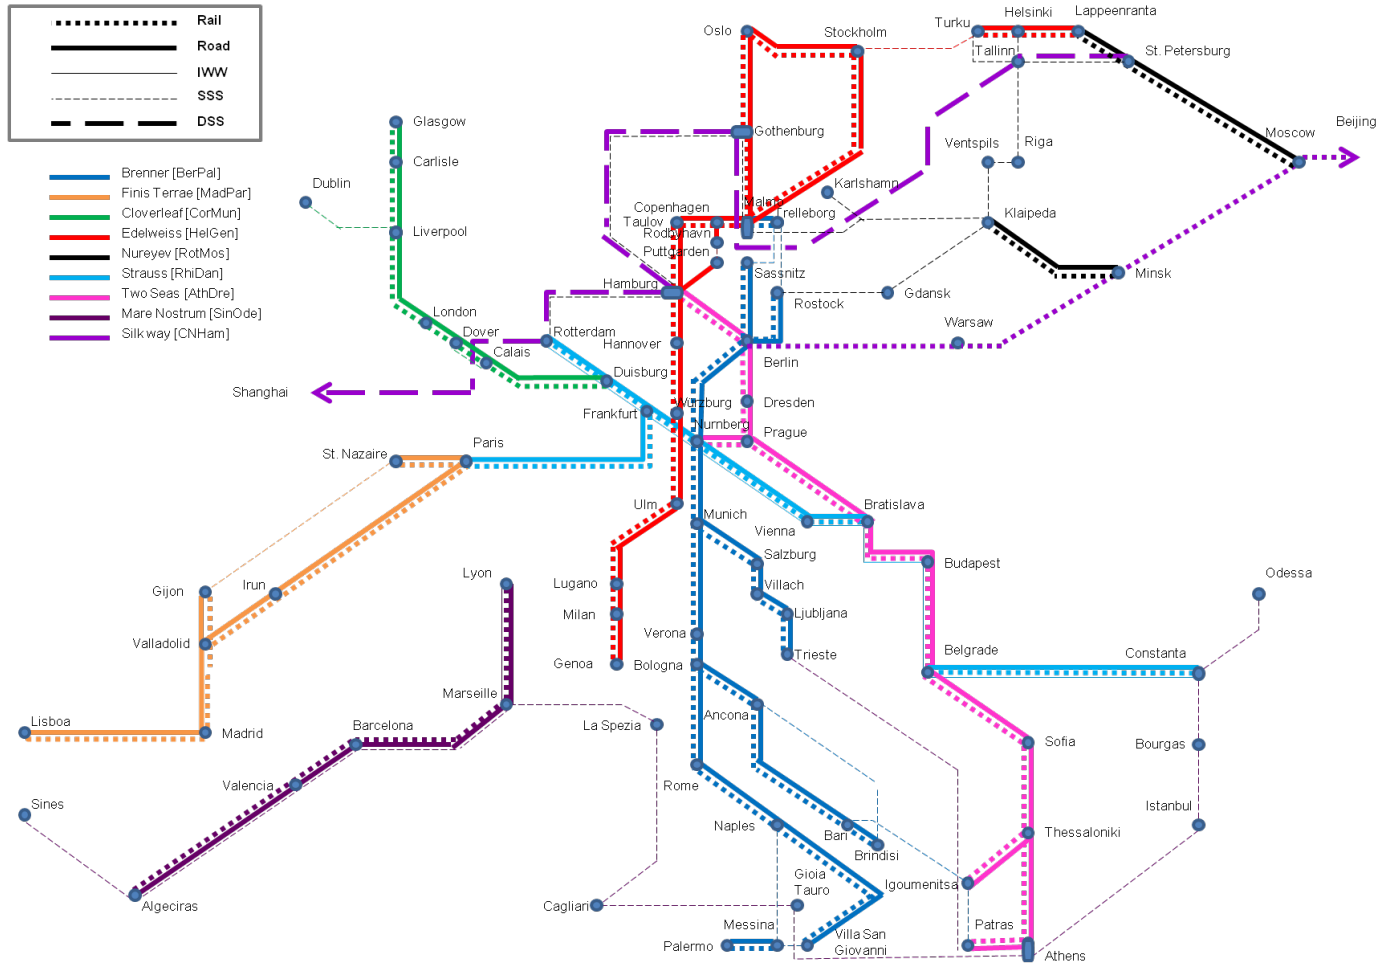 Rail
Road
IWW
SSS
DSS
Brenner [BerPal]
Finis Terrae [MadPar]
Cloverleaf [CorMun]
Edelweiss [HelGen]
Nureyev [RotMos]
Strauss [RhiDan]
Two Seas [AthDre]
Mare Nostrum [SinOde]
Silk way [CNHam]
Oslo
Stockholm
Turku
Helsinki
Lappeenranta
Tallinn
St. Petersburg
Glasgow
Gothenburg
Moscow
Beijing
Carlisle
Ventspils
Riga
Dublin
Karlshamn
Liverpool
Copenhagen
Malmo
Trelleborg
Taulov
Rodbyhavn
Klaipeda
Puttgarden
Sassnitz
Minsk
Hamburg
Rostock
Gdansk
London
Dover
Rotterdam
Hannover
Warsaw
Calais
Berlin
Duisburg
Shanghai
Frankfurt
Würzburg
Dresden
Nurnberg
Prague
St. Nazaire
Paris
Ulm
Munich
Vienna
Bratislava
Salzburg
Budapest
Gijon
Irun
Lyon
Lugano
Villach
Odessa
Milan
Ljubljana
Valladolid
Verona
Genoa
Bologna
Trieste
Belgrade
Constanta
Marseille
Lisboa
Madrid
Barcelona
La Spezia
Ancona
Sofia
Bourgas
Valencia
Rome
Sines
Istanbul
Naples
Bari
Thessaloniki
Brindisi
Gioia
Tauro
Igoumenitsa
Algeciras
Cagliari
Messina
Patras
Palermo
Villa San
Giovanni
Athens